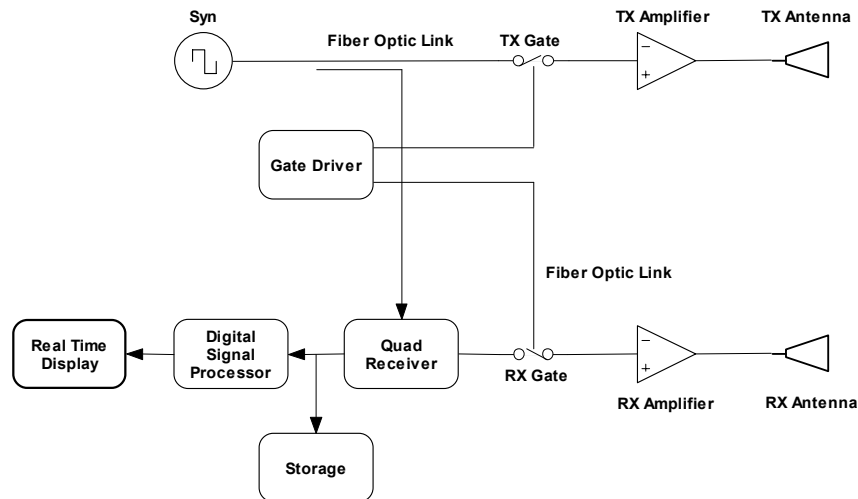 Syn
Fiber Optic Link
TX Gate
TX Amplifier
TX Antenna
Gate Driver
Fiber Optic Link
Real Time
Display
Digital
Signal
Processor
Quad
Receiver
RX Gate
RX Amplifier
RX Antenna
Storage